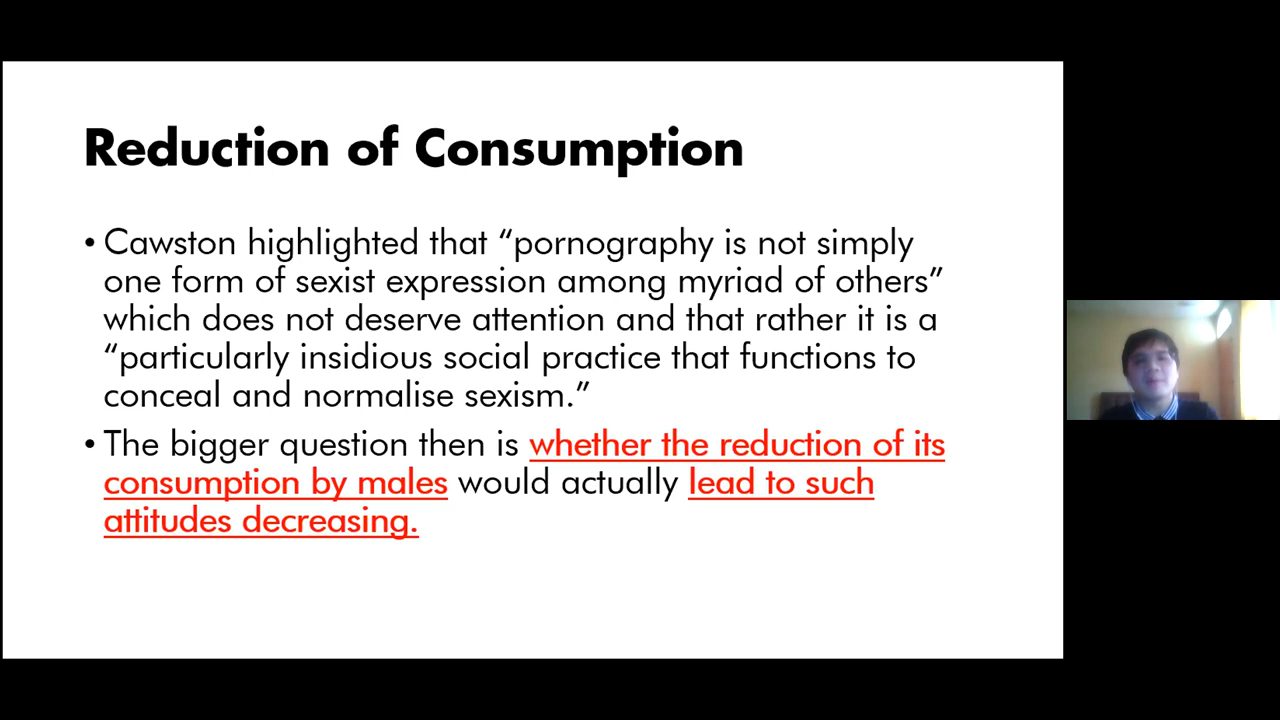 Reduction of Consumption
• Cawston highlighted that “pornography is not simply
one form of sexist expression among myriad of others”
which does not deserve attention and that rather it is a
“particularly insidious social practice that functions to
conceal and normalise sexism.”
• The bigger question then is whether the reduction of its
consumption by males would actually lead to such
attitudes decreasing.